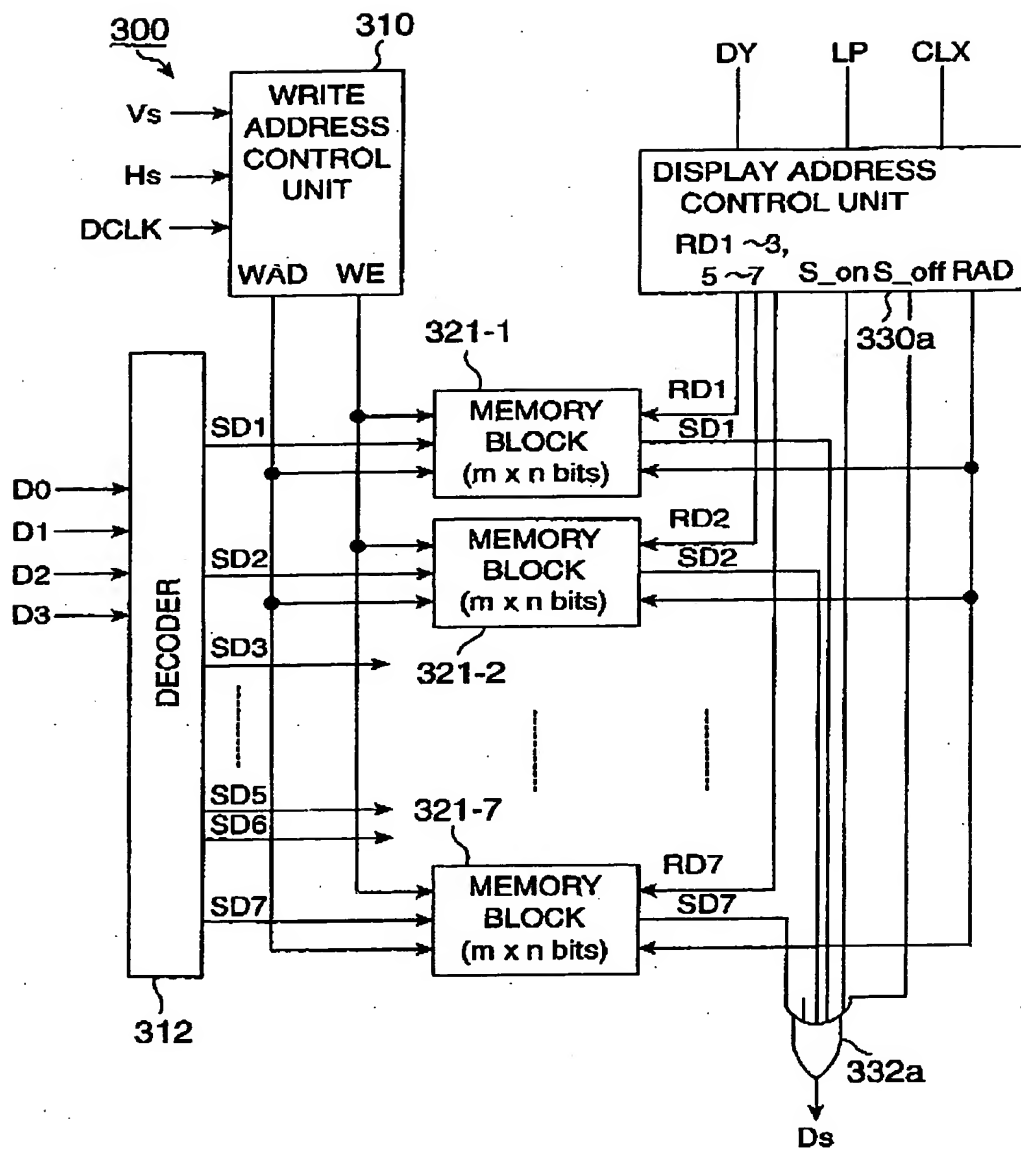 300
310
Vs
Hs
DCLK
WRITE
ADDRESS
CONTROL
UNIT
WAD WE
DY LP CLX
DISPLAY ADDRESS
CONTROL UNIT
RD1 ~3,
5 ~7 S_on S_off RAD
330a
321-1
MEMORY
BLOCK
(m x n bits)
RD1
SD1
SD1
D0
D1
D2
D3
DECODER
312
SD2
MEMORY
BLOCK
(m x n bits)
RD2
SD2
321-2
SD3
SD5
SD6
321-7
SD7
MEMORY
BLOCK
(m x n bits)
RD7
SD7
332a
Ds